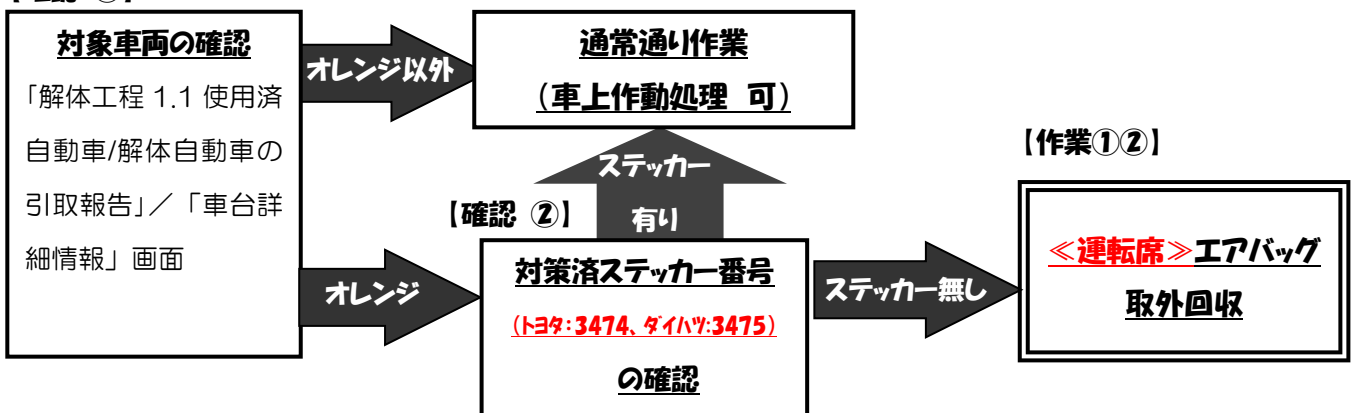 対象車両の確認
「解体工程 1.1 使用済
自動車/解体自動車の
引取報告」／「車台詳
細情報」画面
オレンジ以外
通常通り作業
(車上作動処理 可)
ステッカー
有り
オレンジ
【確認 ②】
対策済ステッカー番号
(トヨタ:3474、ダイハツ:3475)
の確認
ステッカー無し
【作業①②】
≪運転席≫エアバッグ
取外回収